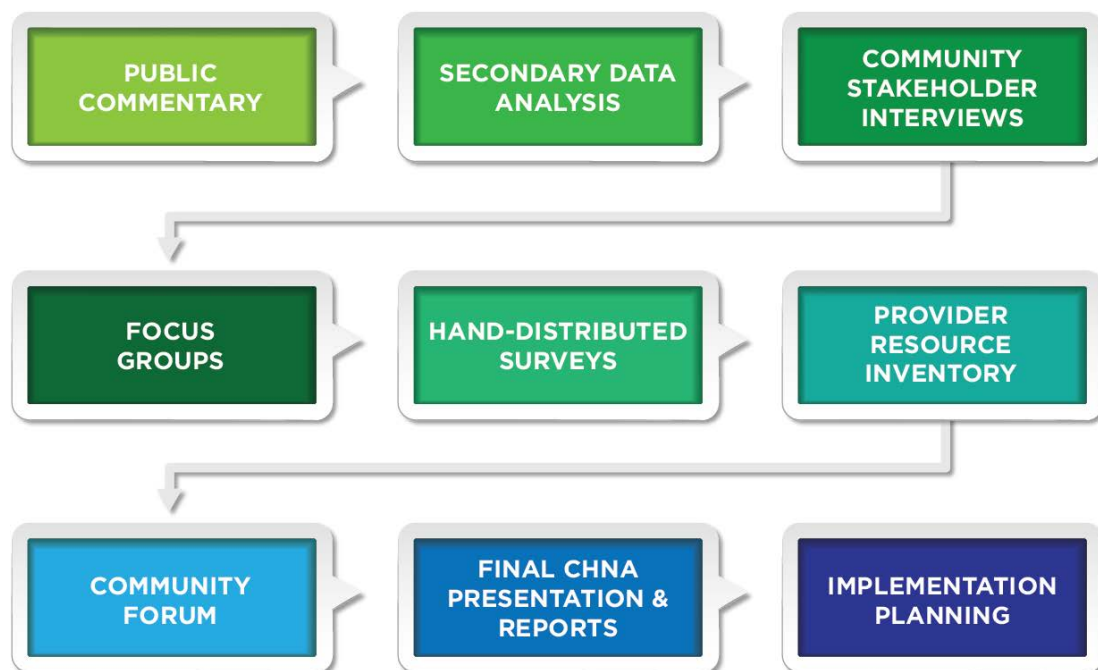 PUBLIC
COMMENTARY
SECONDARY DATA
ANALYSIS
COMMUNITY
STAKEHOLDER
INTERVIEWS
FOCUS
GROUPS
HAND-DISTRIBUTED
SURVEYS
PROVIDER
RESOURCE
INVENTORY
COMMUNITY
FORUM
FINAL CHNA
PRESENTATION &
REPORTS
IMPLEMENTATION
PLANNING